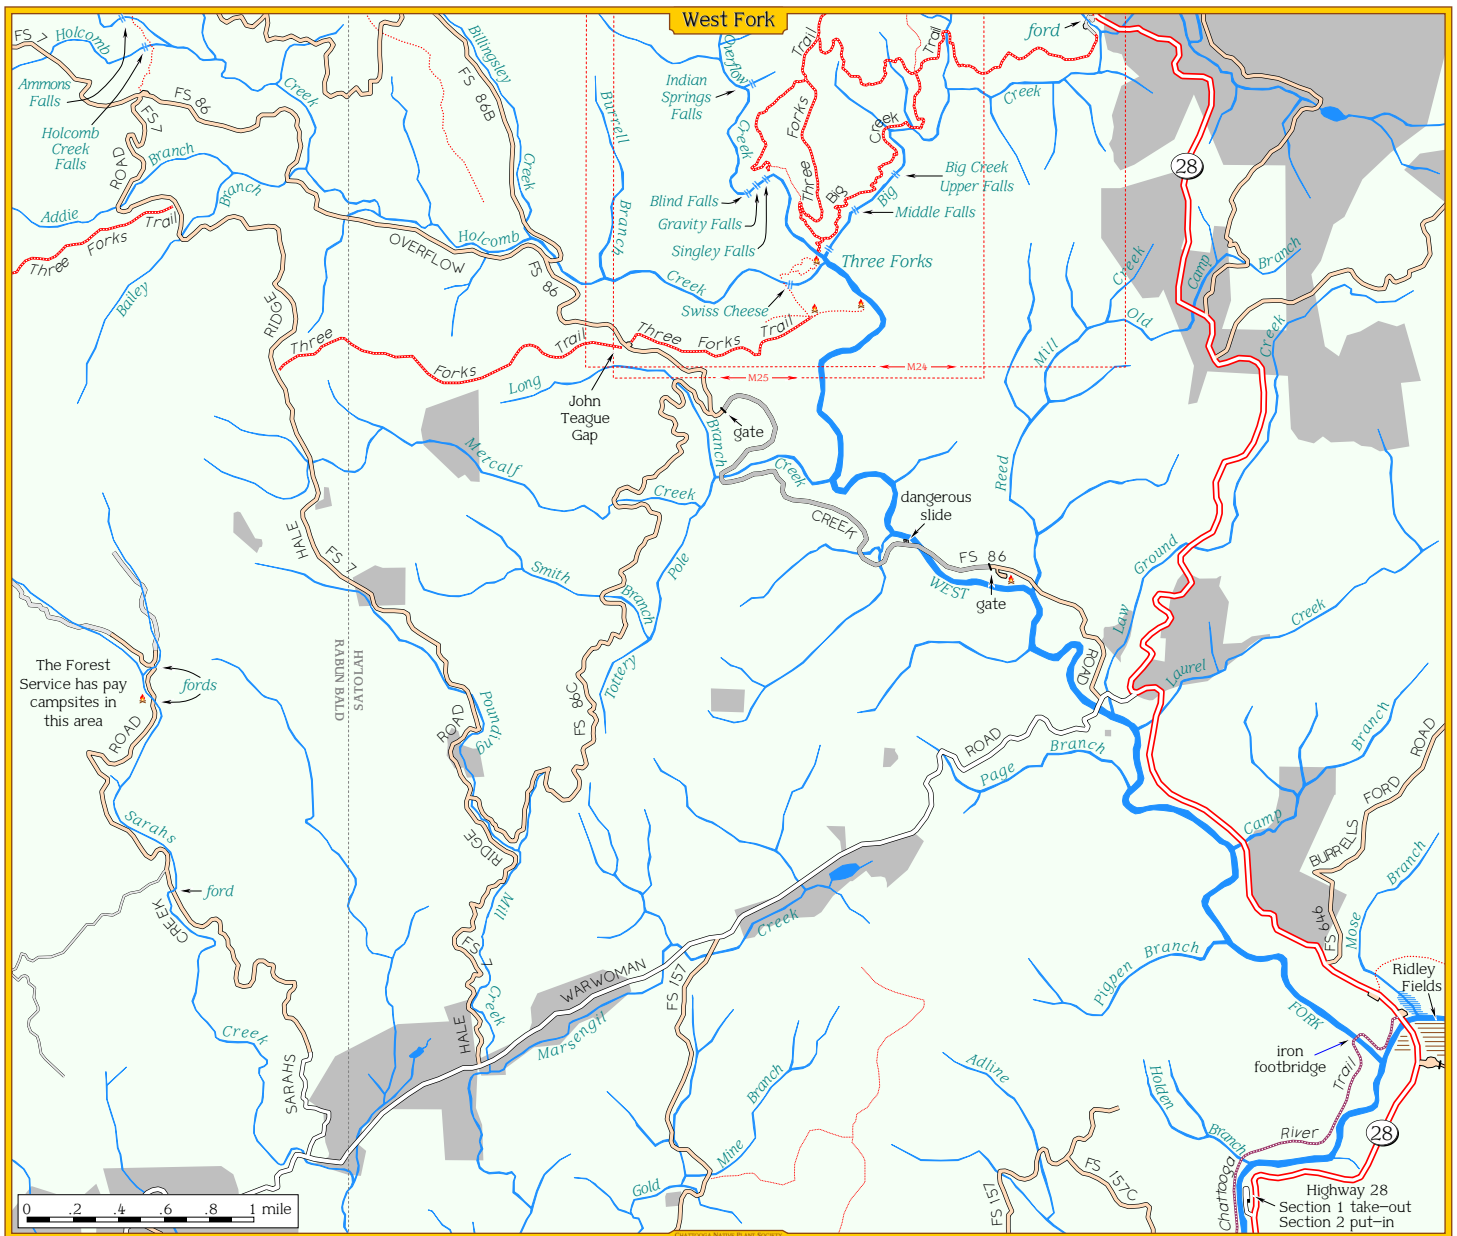 West Fork
FS 7
Holcomb
Ammons
Falls
Holcomb
Creek
Falls
FS 86
FS 7
ROAD
Creek
Branch
Branch
Addie
Three Forks Trail
Bailey
Billingsley
FS 86B
Creek
OVERFLOW
Holcomb
FS 86
Burrell
Branch
Overflow
Creek
Indian
Springs
Falls
Trail
Forks
Three
Trail
Creek
Big
Big
ford
Creek
Big Creek
Upper Falls
Middle Falls
Blind Falls
Gravity Falls
Singley Falls
Three Forks
Creek
Swiss Cheese
28
Camp
Branch
Creek
Old
Mill
Creek
RIDGE
Three Forks Trail
Three Forks Trail
M25
M24
Long
Branch
John
Teague
Gap
gate
Creek
Metcalf
Creek
CREEK
dangerous
slide
Reed
FS 86
gate
WEST
ROAD
Ground
Law
Creek
Laurel
HALE
FS 7
Smith
Branch
Pole
Tottery
RABUN BALD
SATOLAH
The Forest
Service has pay
campsites in
this area
fords
ROAD
Pounding
ROAD
FS 86C
ROAD
Branch
Page
Branch
ROAD
FORD
BURRELLS
Camp
Branch
Sarahs
ford
CREEK
RIDGE
Mill
FS 7
Creek
Creek
WARWOMAN
FS 157
Marsengil
HALE
Creek
SARAHS
Pigpen Branch
FS 646
Mose
Ridley
Fields
FORK
iron
footbridge
Trail
River
28
Adline
Holden
Branch
Branch
Mine
Gold
FS 157
FS 157C
Chattooga
Highway 28
Section 1 take-out
Section 2 put-in
0 .2 .4 .6 .8 1 mile
CHATTOOGA NATIVE PLANT SOCIETY